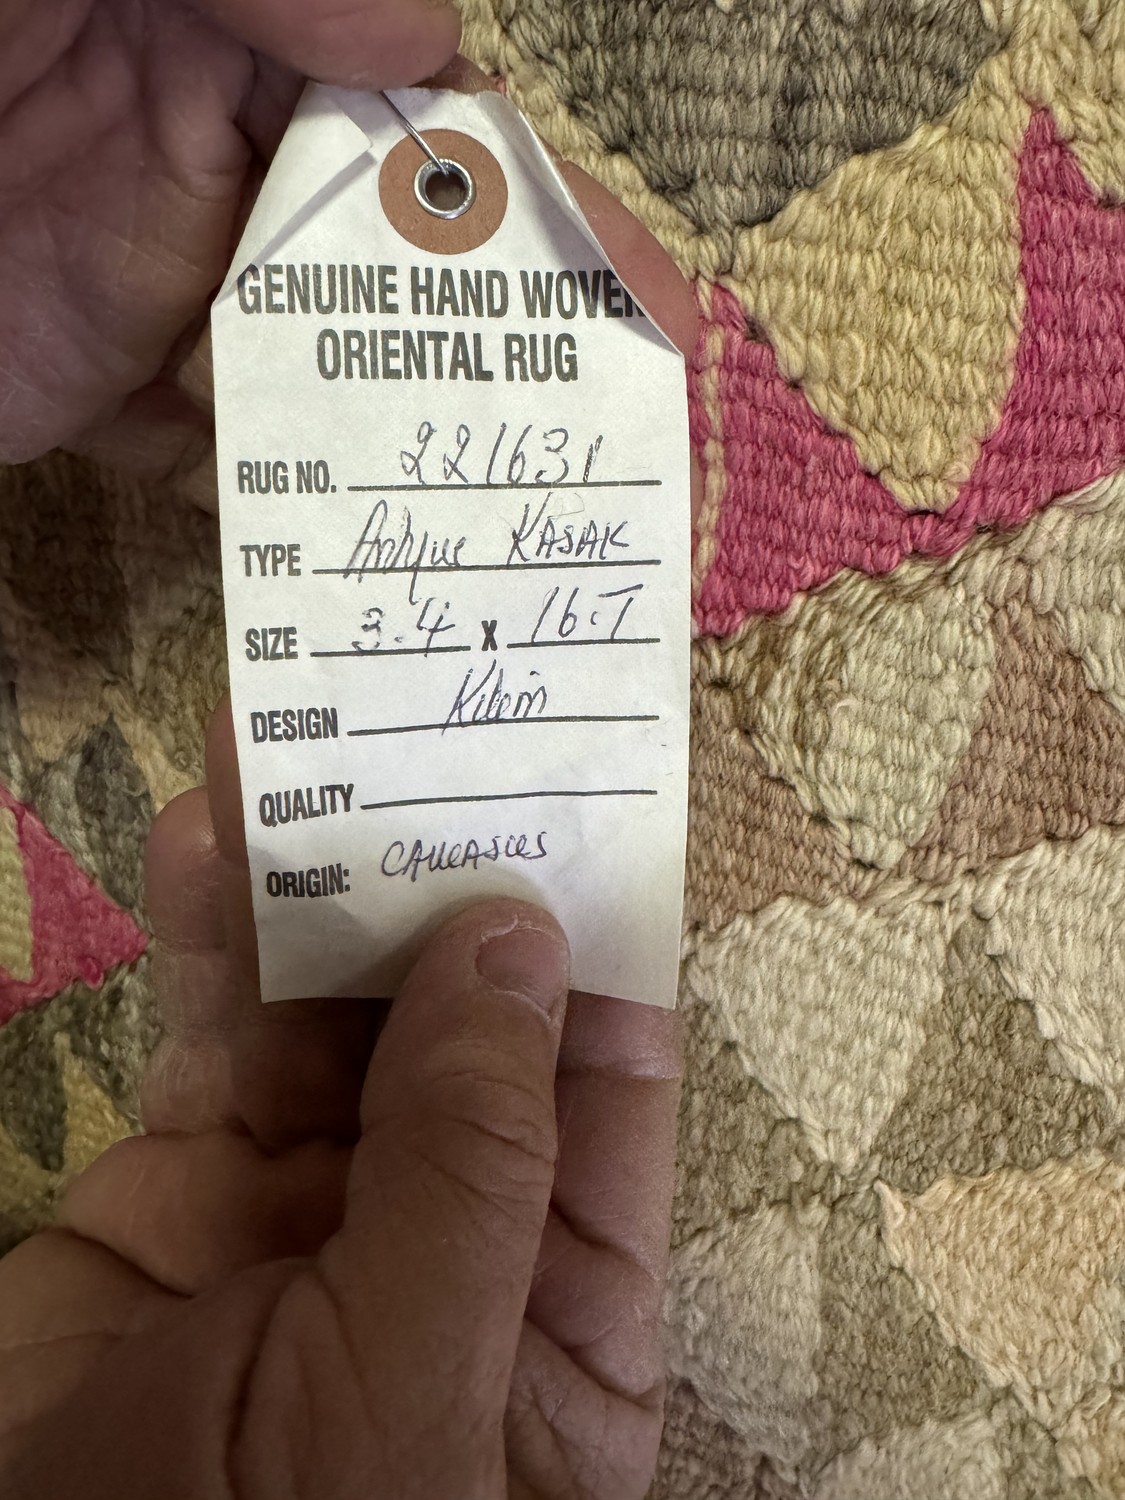 GENUINE HAND WOVEN
ORIENTAL RUG
RUG NO. 221631
TYPE Antique KASAK
SIZE 3.4 X 16.7
DESIGN Kilim
QUALITY
ORIGIN: CAUCASUS